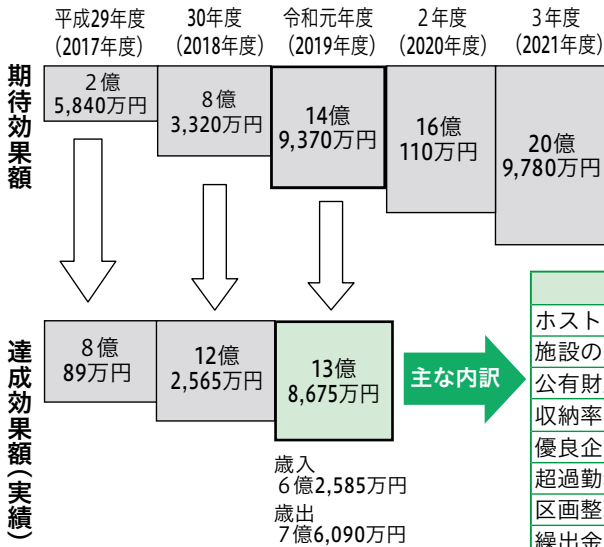 平成29年度
(2017年度)
30年度
(2018年度)
令和元年度
(2019年度)
2年度
(2020年度)
3年度
(2021年度)
期待効果額
2億
5,840万円
8億
3,320万円
14億
9,370万円
16億
110万円
20億
9,780万円
達成効果額(実績)
8億
89万円
12億
2,565万円
13億
8,675万円
主な内訳
歳入
6億2,585万円
歳出
7億6,090万円
ホスト
施設の
公有財
収納率
優良企
超過勤
区画整
繰出金